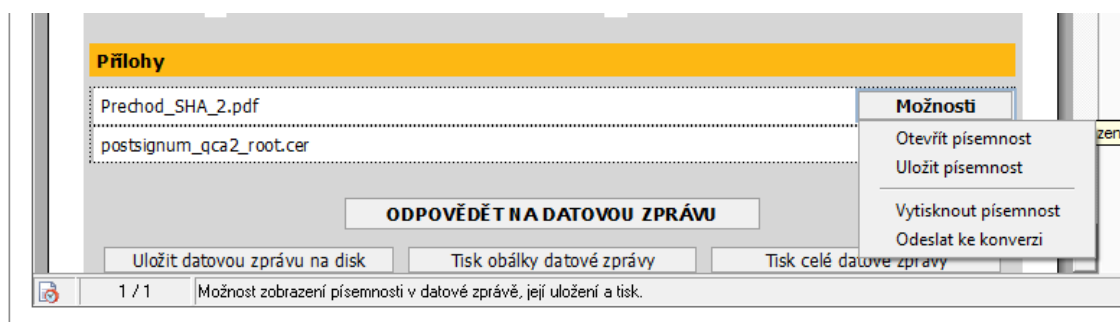 Přílohy
Prechod_SHA_2.pdf
Možnosti
postsignum_qca2_root.cer
Otevřít písemnost
Uložit písemnost
Vytisknout písemnost
Odeslat ke konverzi
ODPOVĚDĚT NA DATOVOU ZPRÁVU
Uložit datovou zprávu na disk
Tisk obálky datové zprávy
Tisk celé datové zprávy
1 / 1
Možnost zobrazení písemnosti v datové zprávě, její uložení a tisk.